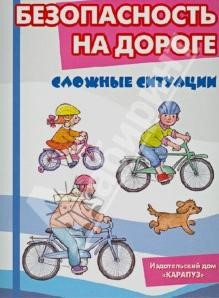 БЕЗОПАСНОСТЬ
НА ДОРОГЕ
СЛОЖНЫЕ СИТУАЦИИ
Издательский дом
«КАРАПУЗ»